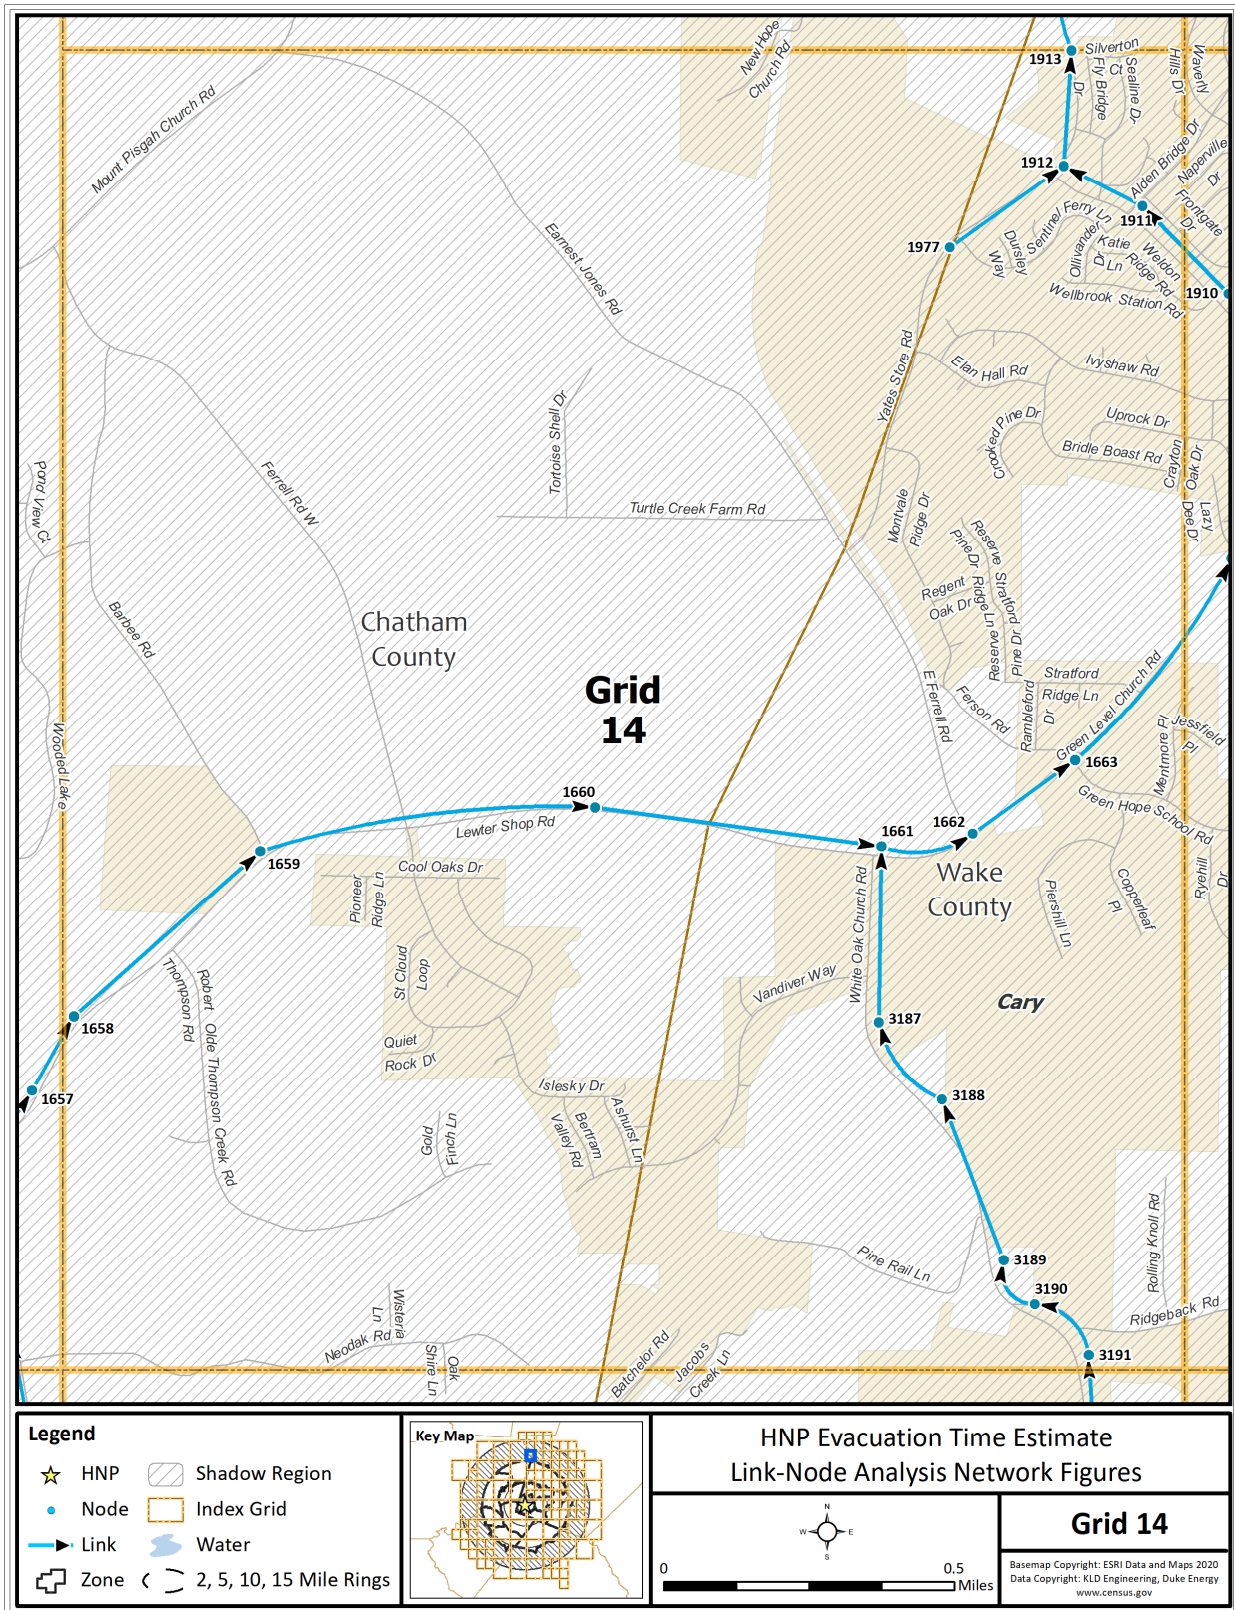 New Hope
Church Rd
1913
Silverton
Ct
Dr
Fly Bridge
Sealine Dr
Hills Dr
Waverly
Mount Pisgah Church Rd
1912
Alden Bridge Dr
Naperville
Dr
Frontgate
Dr
1911
Sentinel Ferry Ln
Earnest Jones Rd
1977
Dursley
Way
Ollivander
Dr
Katie
Ln
Weldon
Ridge Rd
1910
Wellbrook Station Rd
Yates Store Rd
Elan Hall Rd
Ivyshaw Rd
Tortoise Shell Dr
Crooked Pine Dr
Uprock Dr
Bridle Boast Rd
Crayton
Oak Dr
Pond View Ct
Ferrell Rd W
Turtle Creek Farm Rd
Montvale
Ridge Dr
Lazy
Dee Dr
Reserve
Pine Dr
Stratford
Ridge Ln
Regent
Oak Dr
Reserve
Pine Dr
Barbee Rd
Chatham
County
Grid
14
E Ferrell Rd
Ferson Rd
Stratford
Ridge Ln
Rambleford
Dr
Green Level Church Rd
Mentmore Pl
Jessfield
Pl
Wooded Lake
1663
Green Hope School Rd
1660
Lewter Shop Rd
1661
1662
1659
Cool Oaks Dr
Pioneer
Ridge Ln
Wake
County
White Oak Church Rd
Piershill Ln
Copperleaf
Pl
Ryehill
Dr
St Cloud
Loop
Thompson Rd
Robert
Olde Thompson Creek Rd
Vandiver Way
Cary
1658
3187
Quiet
Rock Dr
1657
Islesky Dr
3188
Gold
Finch Ln
Valley Rd
Bertram
Ashurst Ln
Pine Rail Ln
3189
3190
Rolling Knoll Rd
Ridgeback Rd
Wisteria
Ln
Neodak Rd
Oak
Shire Ln
Batchelor Rd
Jacobs
Creek Ln
3191
Legend
HNP
Shadow Region
Node
Index Grid
Link
Water
Zone
2, 5, 10, 15 Mile Rings
Key Map
HNP Evacuation Time Estimate
Link-Node Analysis Network Figures
N
W
E
S
0
0.5
Miles
Grid 14
Basemap Copyright: ESRI Data and Maps 2020
Data Copyright: KLD Engineering, Duke Energy
www.census.gov